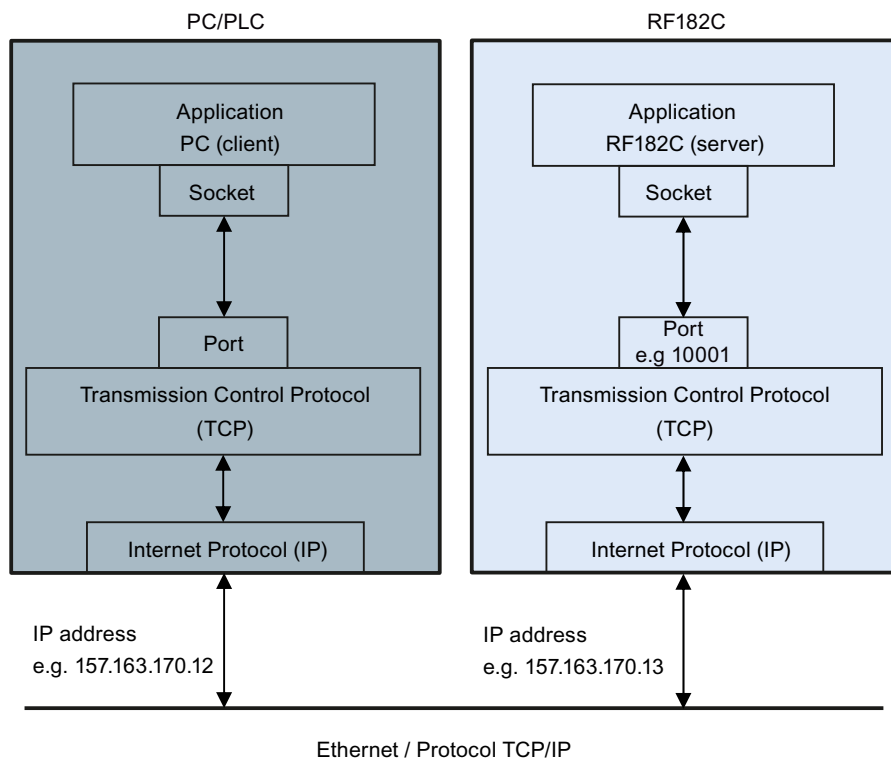 PC/PLC
Application
PC (client)
Socket
Port
Transmission Control Protocol
(TCP)
Internet Protocol (IP)
IP address
e.g. 157.163.170.12
RF182C
Application
RF182C (server)
Socket
Port
e.g 10001
Transmission Control Protocol
(TCP)
Internet Protocol (IP)
IP address
e.g. 157.163.170.13
Ethernet / Protocol TCP/IP